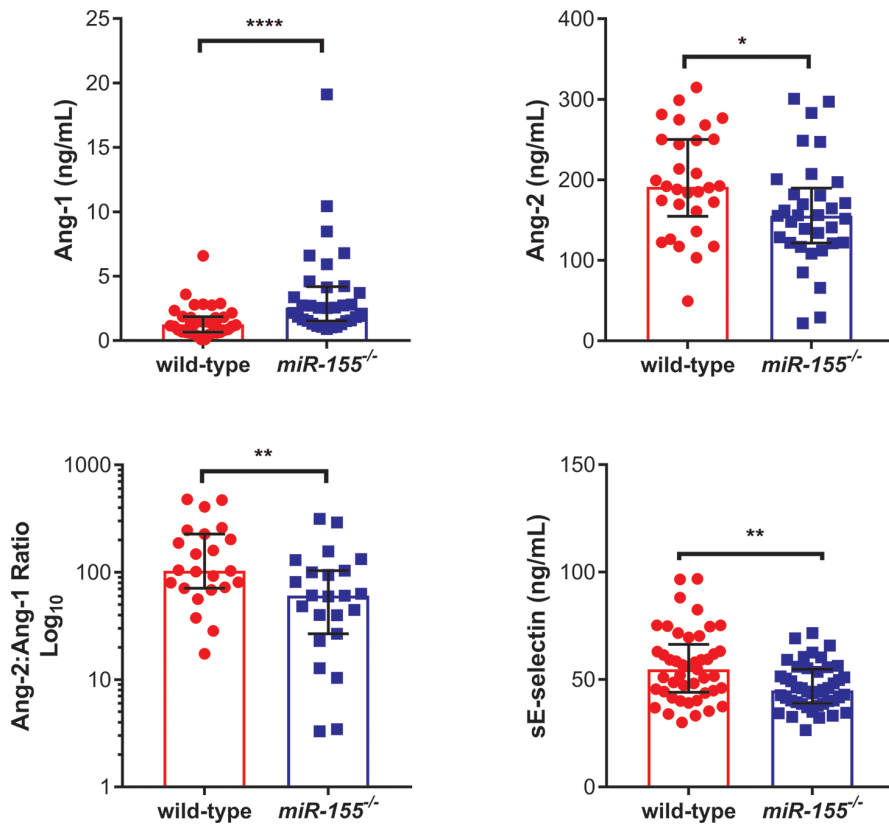 Ang-1 (ng/mL)
25
20
15
10
5
0
****
wild-type
miR-155-/-
Ang-2 (ng/mL)
400
300
200
100
0
*
wild-type
miR-155-/-
Ang-2:Ang-1 Ratio
Log10
1000
100
10
1
**
wild-type
miR-155-/-
sE-selectin (ng/mL)
150
100
50
0
**
wild-type
miR-155-/-